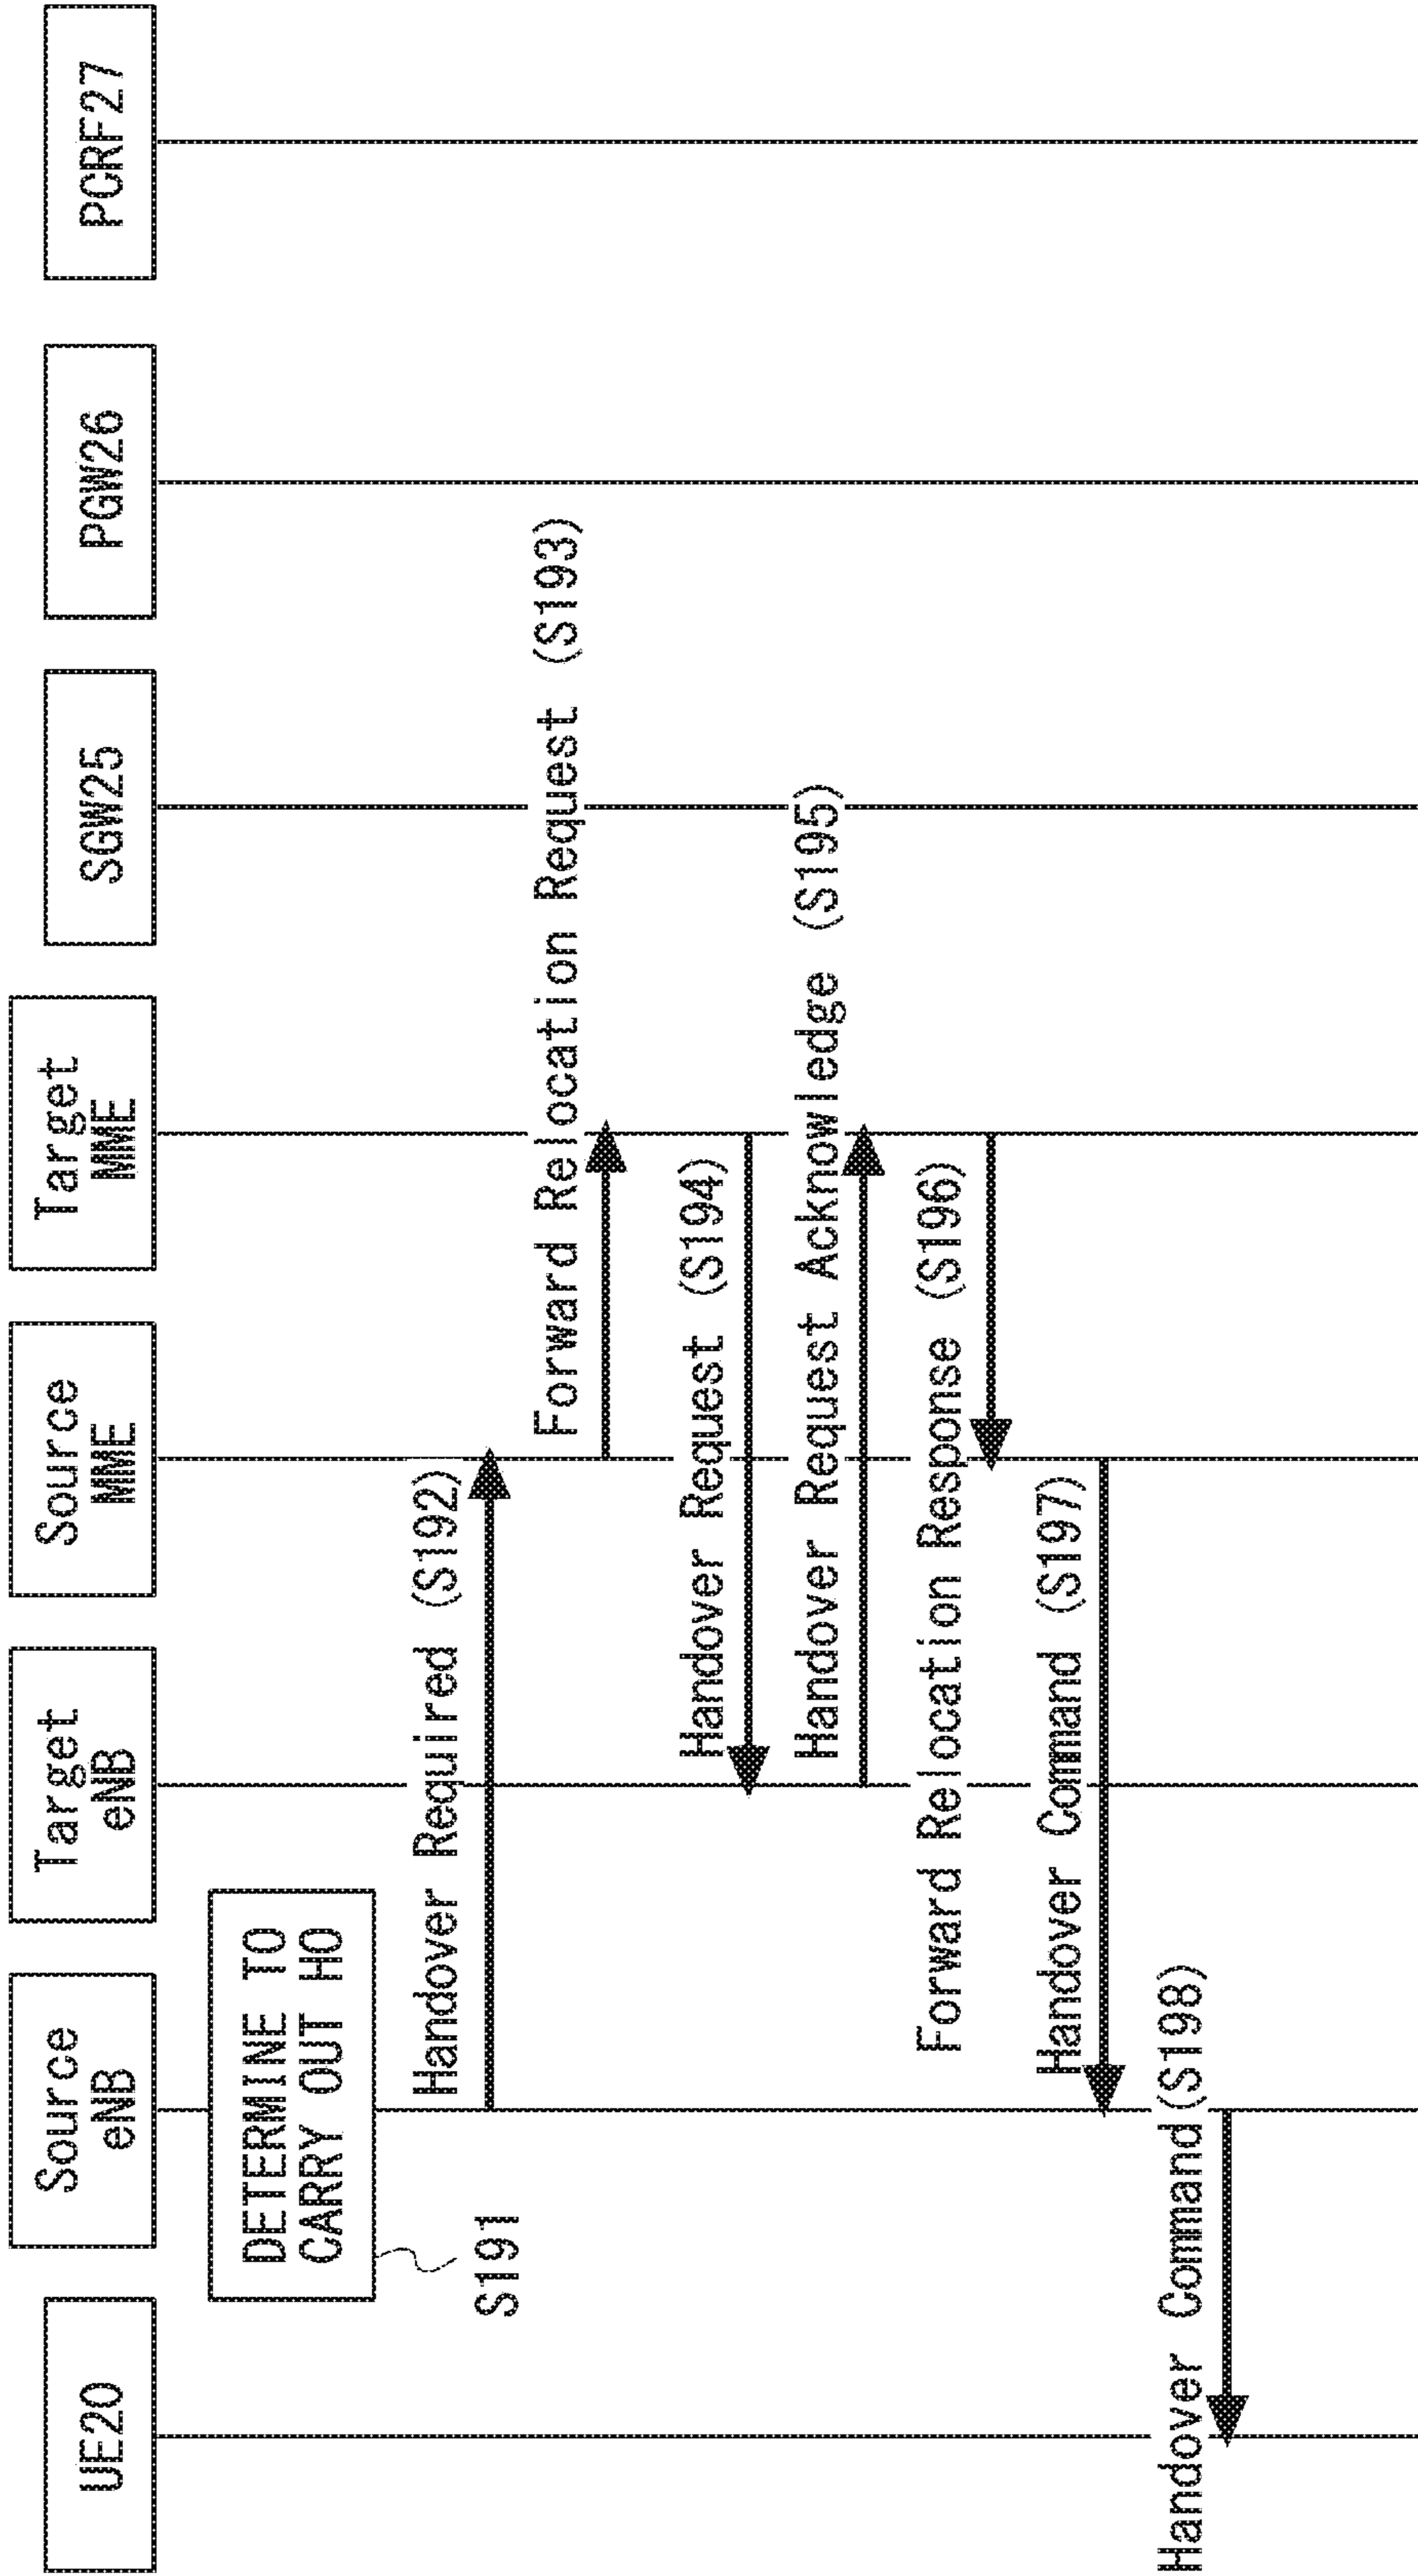 UE20
Source
eNB
Target
eNB
Source
MME
Target
MME
SGW25
PGW26
PCRF27
DETERMINE TO
CARRY OUT HO
S191
Handover Required (S192)
Forward Relocation Request (S193)
Handover Request (S194)
Handover Request Acknowledge (S195)
Forward Relocation Response (S196)
Handover Command (S197)
Handover Command(S198)